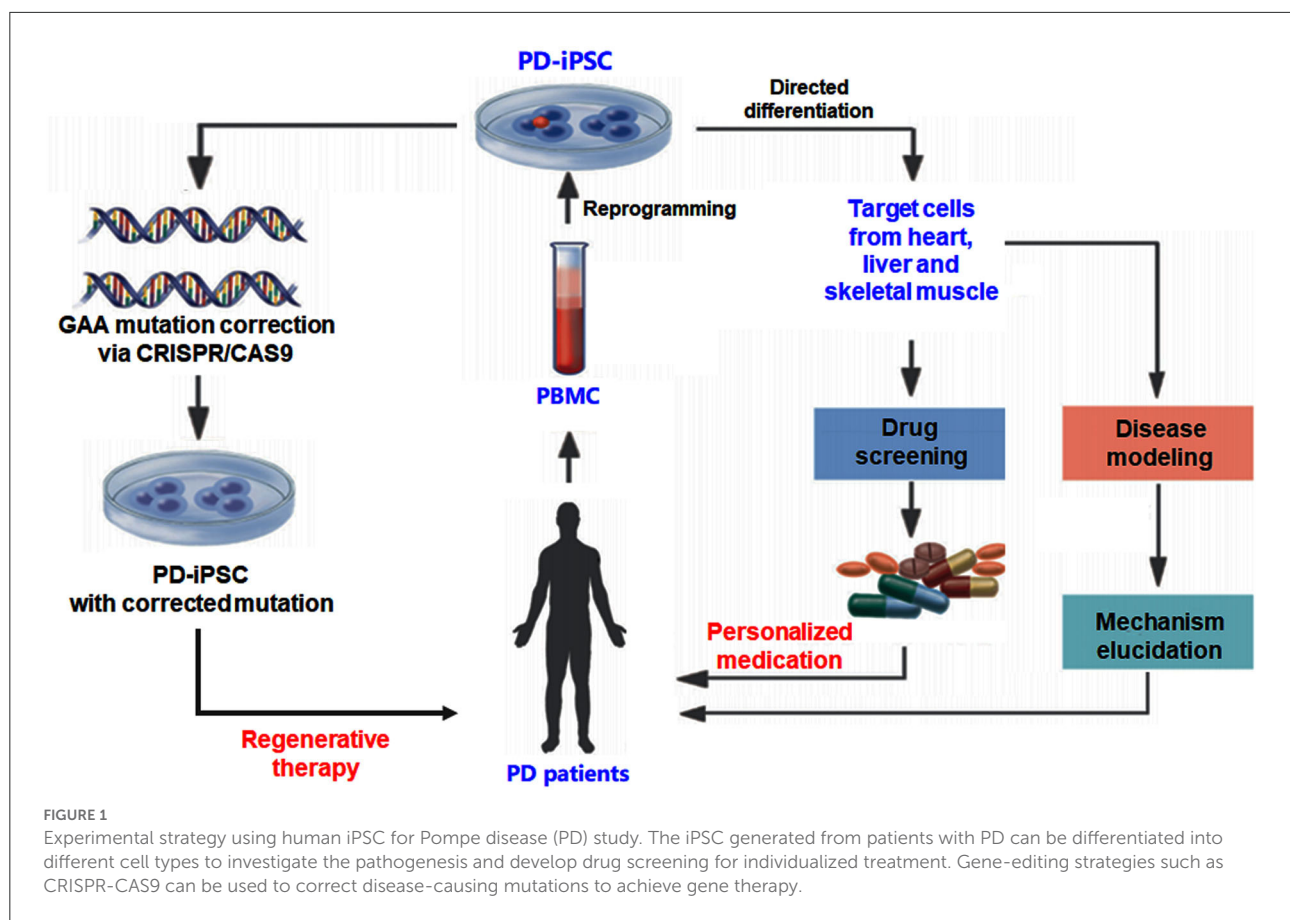 PD-iPSC
Directed
differentiation
Reprogramming
Target cells
from heart,
liver and
skeletal muscle
GAA mutation correction
via CRISPR/CAS9
PBMC
Drug
screening
Disease
modeling
PD-iPSC
with corrected mutation
Personalized
medication
Mechanism
elucidation
Regenerative
therapy
PD patients
FIGURE 1
Experimental strategy using human iPSC for Pompe disease (PD) study. The iPSC generated from patients with PD can be differentiated into
different cell types to investigate the pathogenesis and develop drug screening for individualized treatment. Gene-editing strategies such as
CRISPR-CAS9 can be used to correct disease-causing mutations to achieve gene therapy.